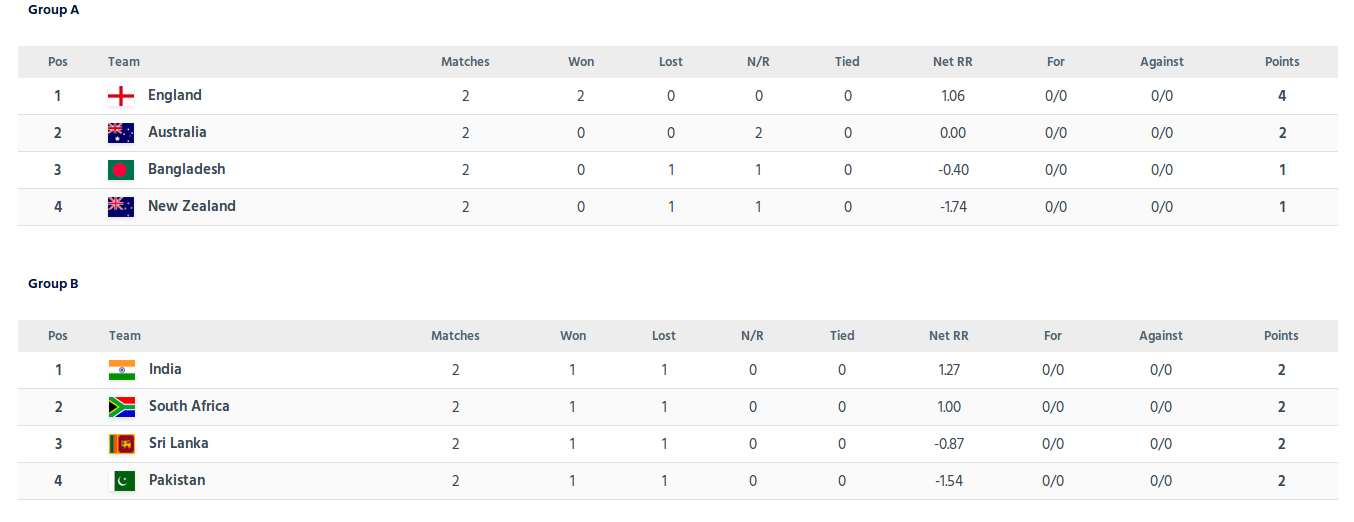 Group A
Pos Team Matches Won Lost N/R Tied Net RR For Against Points
1 England 2 2 0 0 0 1.06 0/0 0/0 4
2 Australia 2 0 0 2 0 0.00 0/0 0/0 2
3 Bangladesh 2 0 1 1 0 -0.40 0/0 0/0 1
4 New Zealand 2 0 1 1 0 -1.74 0/0 0/0 1
Group B
Pos Team Matches Won Lost N/R Tied Net RR For Against Points
1 India 2 1 1 0 0 1.27 0/0 0/0 2
2 South Africa 2 1 1 0 0 1.00 0/0 0/0 2
3 Sri Lanka 2 1 1 0 0 -0.87 0/0 0/0 2
4 Pakistan 2 1 1 0 0 -1.54 0/0 0/0 2